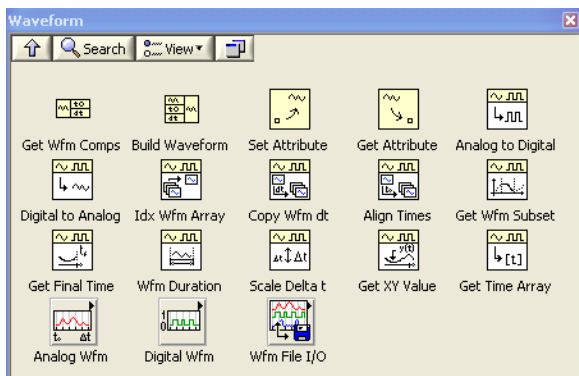 Waveform
Search View
Get Wfm Comps Build Waveform Set Attribute Get Attribute Analog to Digital
Digital to Analog Idx Wfm Array Copy Wfm dt Align Times Get Wfm Subset
Get Final Time Wfm Duration Scale Delta t Get XY Value Get Time Array
Analog Wfm Digital Wfm Wfm File I/O